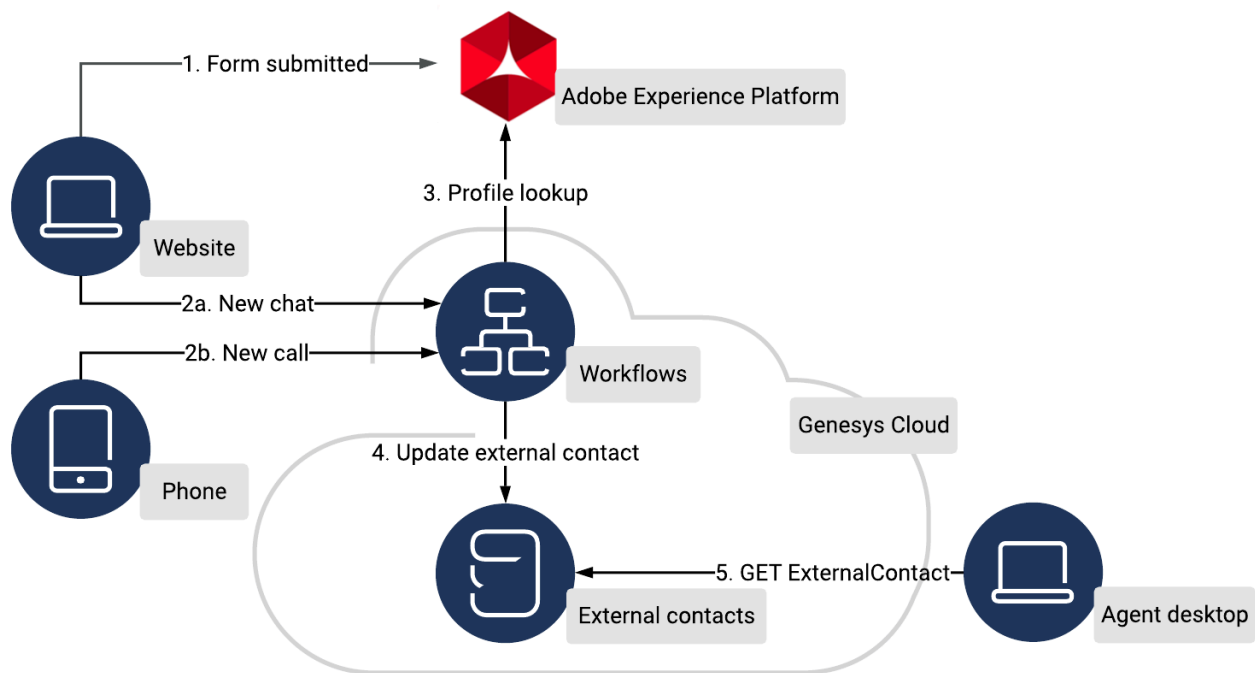 1. Form submitted
Adobe Experience Platform
3. Profile lookup
Website
2a. New chat
2b. New call
Workflows
Genesys Cloud
4. Update external contact
Phone
5. GET ExternalContact
External contacts
Agent desktop